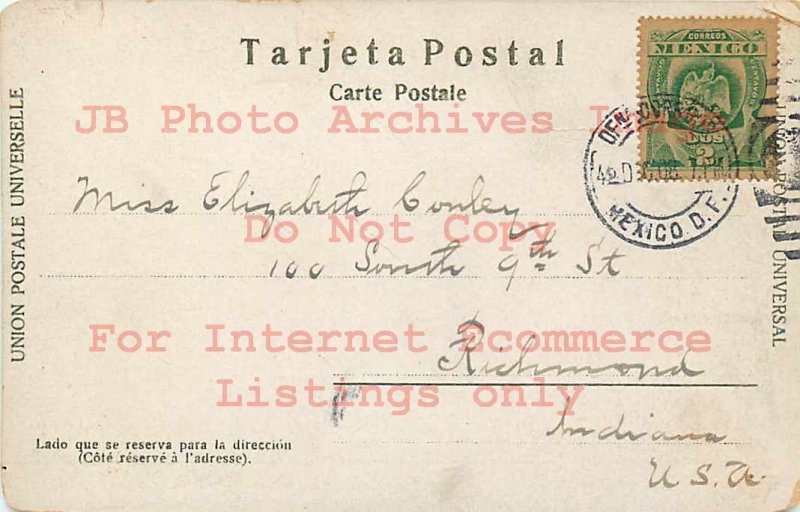 Tarjeta Postal
Carte Postale
CORREOS
MEXICO
MEXICO D.F.
UNION POSTALE UNIVERSELLE
UNION POSTAL UNIVERSAL
JB Photo Archives
Miss Elizabeth Conley
Do Not Copy
100 South 9th St
For Internet Ecommerce
Richmond
Listings only
Indiana
U.S.A.
Lado que se reserva para la dirección
(Côté réservé à l'adresse).